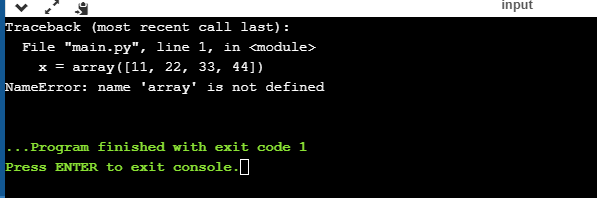 input
Traceback (most recent call last):
  File "main.py", line 1, in <module>
    x = array([11, 22, 33, 44])
NameError: name 'array' is not defined
...Program finished with exit code 1
Press ENTER to exit console.